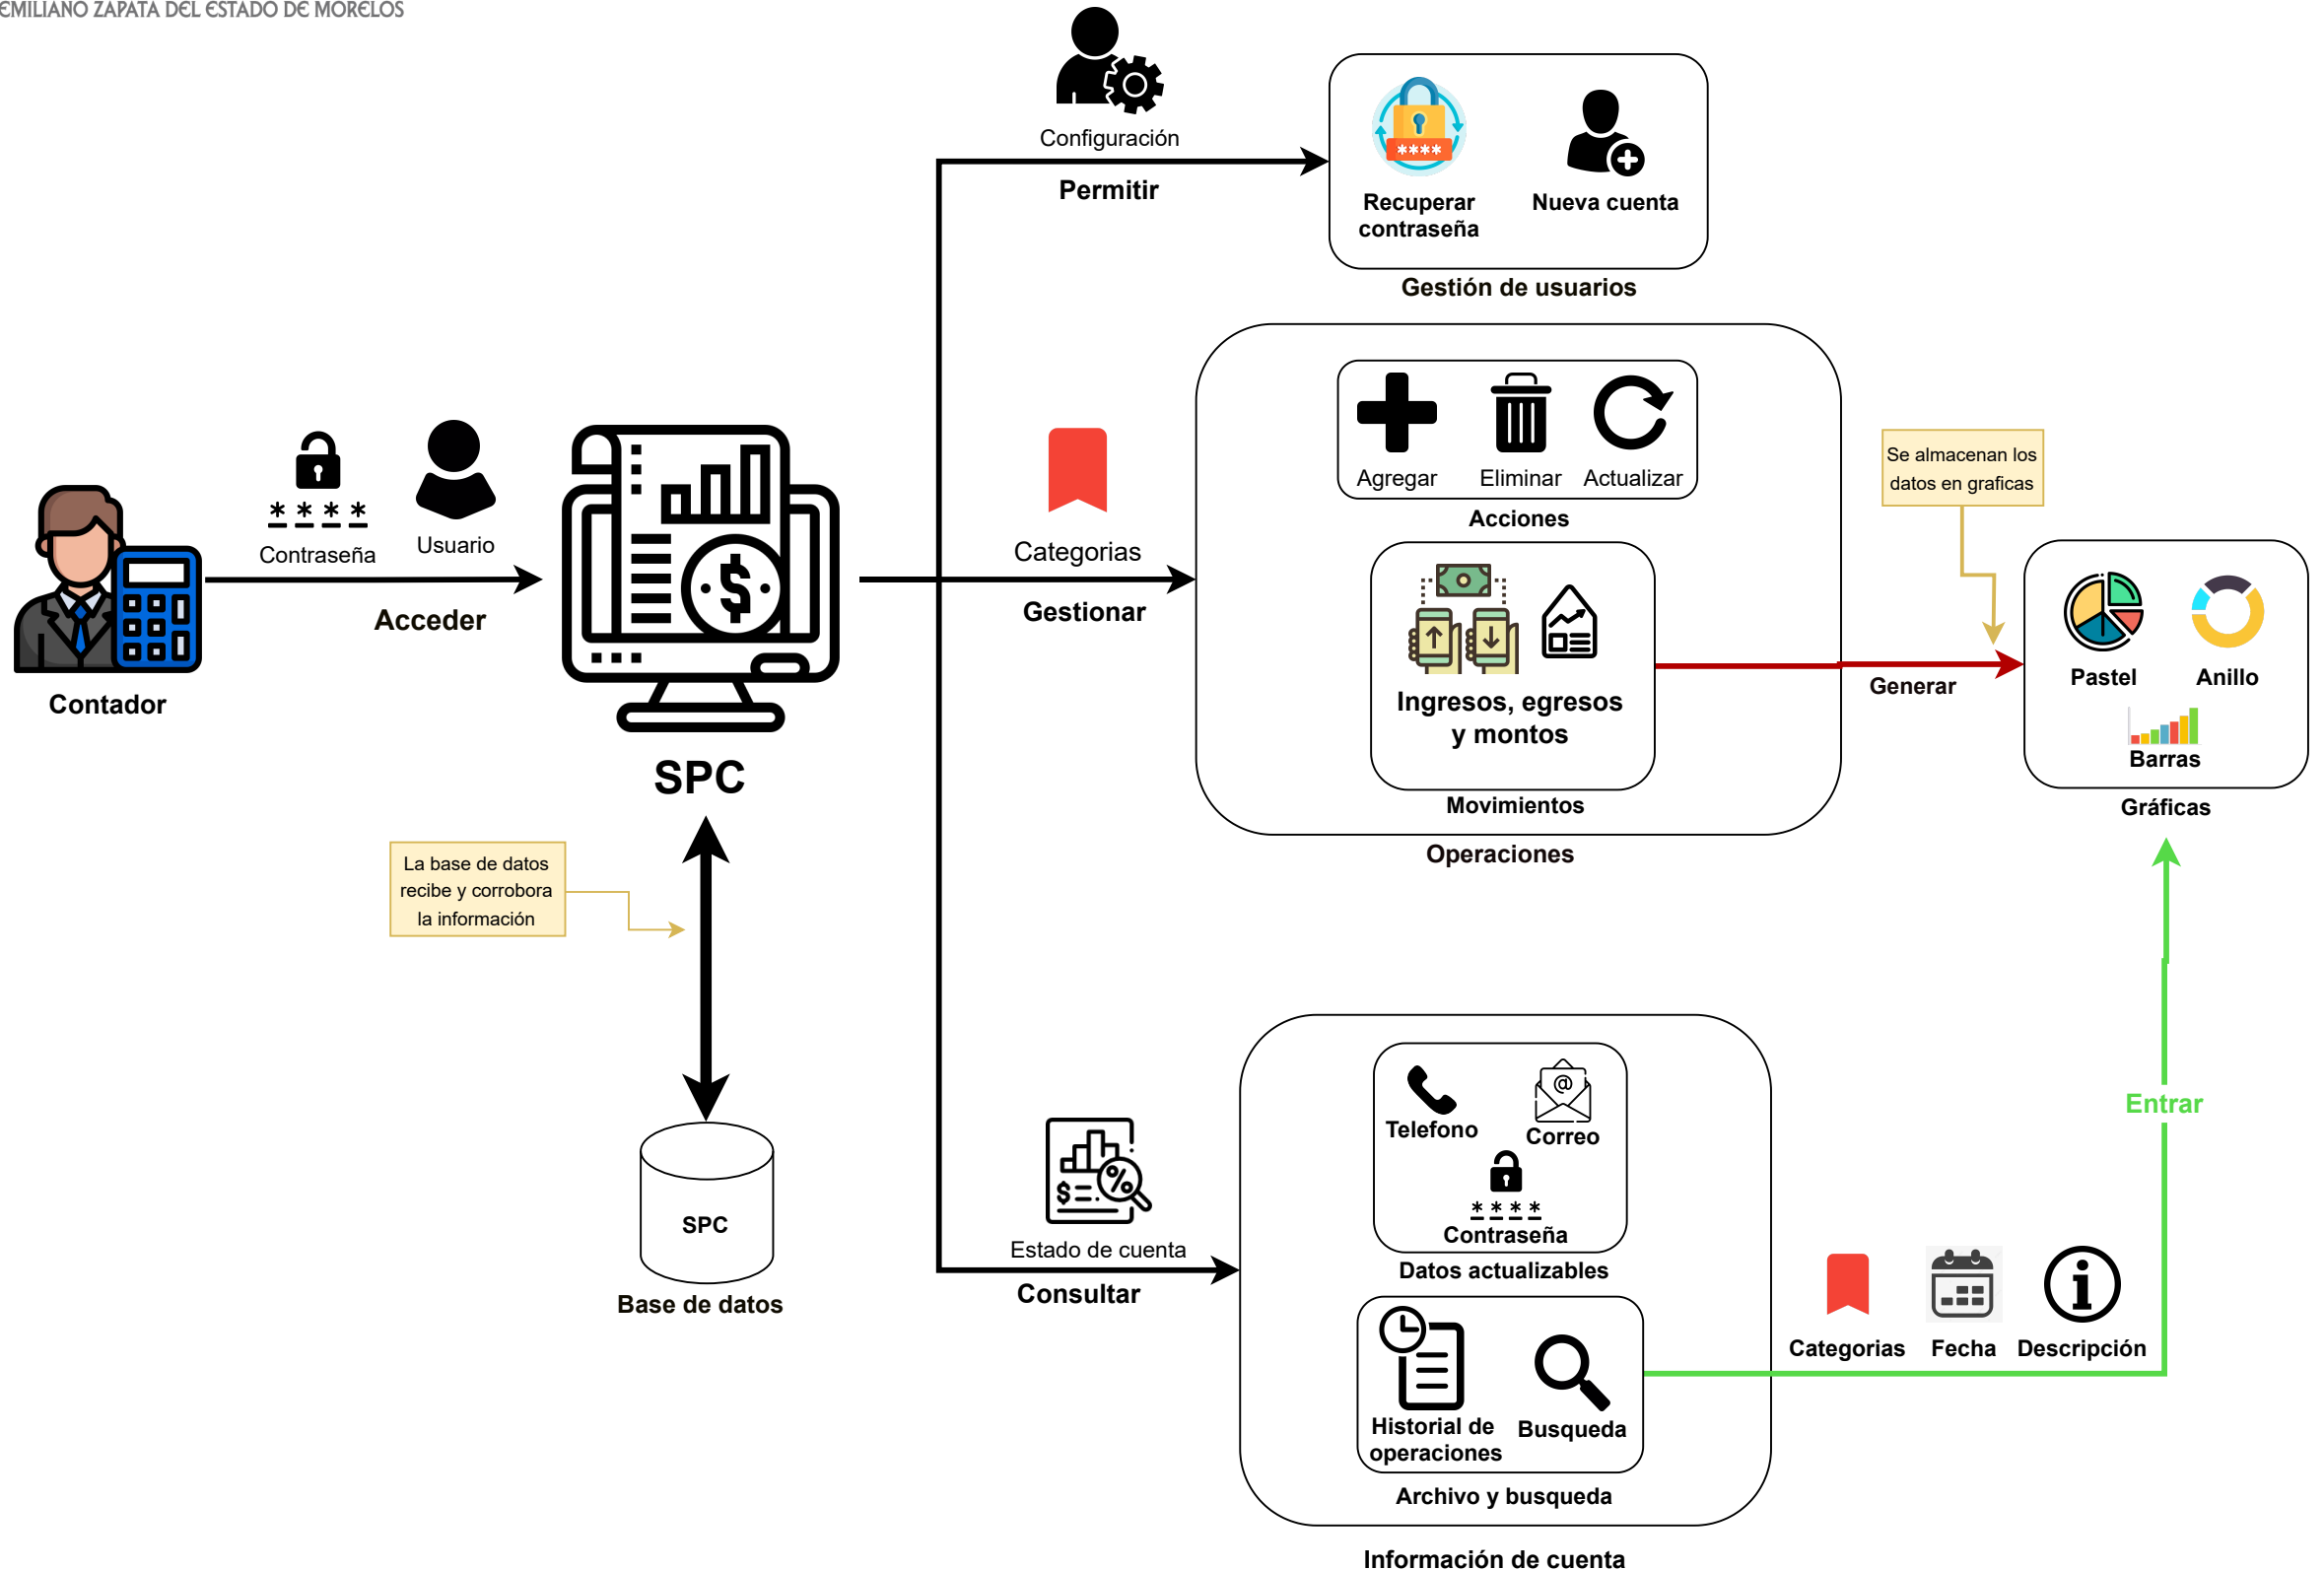 EMILIANO ZAPATA DEL ESTADO DE MORELOS
Configuración
Permitir
****
Recuperar
contraseña
Nueva cuenta
Gestión de usuarios
* * * *
Contraseña
Usuario
Acceder
Contador
$
SPC
Categorias
Gestionar
Agregar
Eliminar
Actualizar
Acciones
Ingresos, egresos
y montos
Movimientos
Operaciones
Se almacenan los
datos en graficas
Generar
Pastel
Anillo
Barras
Gráficas
La base de datos
recibe y corrobora
la información
SPC
Base de datos
$ %
Estado de cuenta
Consultar
Telefono
@
Correo
* * * *
Contraseña
Datos actualizables
Historial de
operaciones
Busqueda
Archivo y busqueda
Información de cuenta
Entrar
i
Categorias
Fecha
Descripción